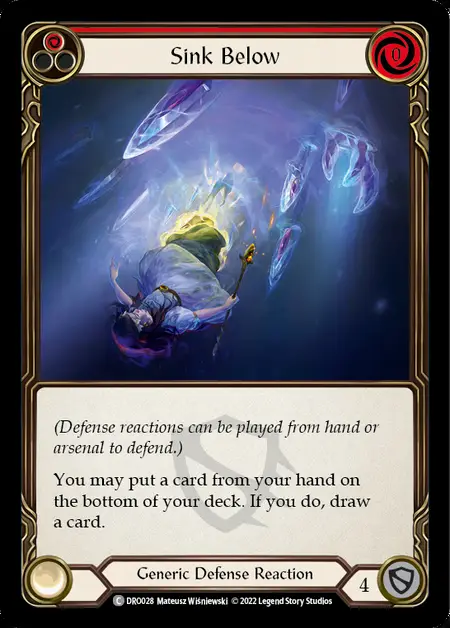 Sink Below
0
(Defense reactions can be played from hand or
arsenal to defend.)
You may put a card from your hand on
the bottom of your deck. If you do, draw
a card.
Generic Defense Reaction
4
C DRO028 Mateusz Wiśniewski © 2022 Legend Story Studios